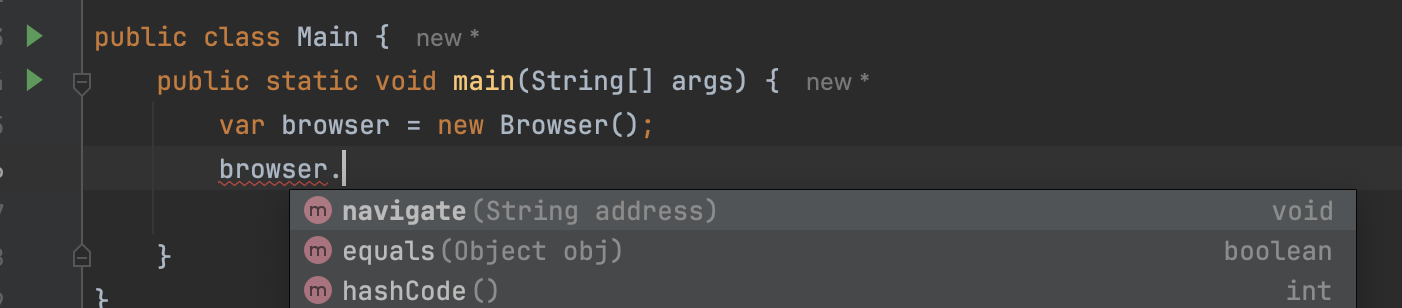 public class Main { new *
public static void main(String[] args) { new *
var browser = new Browser();
browser.
m navigate(String address) void
m equals(Object obj) boolean
}
m hashCode() int
}